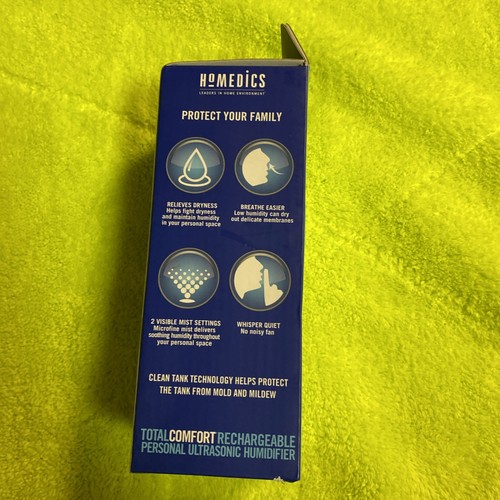 HOMEDICS
LEADERS IN HOME ENVIRONMENT
PROTECT YOUR FAMILY
RELIEVES DRYNESS
Helps fight dryness
and maintain humidity
in your personal space
BREATHE EASIER
Low humidity can dry
out delicate membranes
2 VISIBLE MIST SETTINGS
Microfine mist delivers
soothing humidity throughout
your personal space
WHISPER QUIET
No noisy fan
CLEAN TANK TECHNOLOGY HELPS PROTECT
THE TANK FROM MOLD AND MILDEW
TOTALCOMFORT RECHARGEABLE
PERSONAL ULTRASONIC HUMIDIFIER